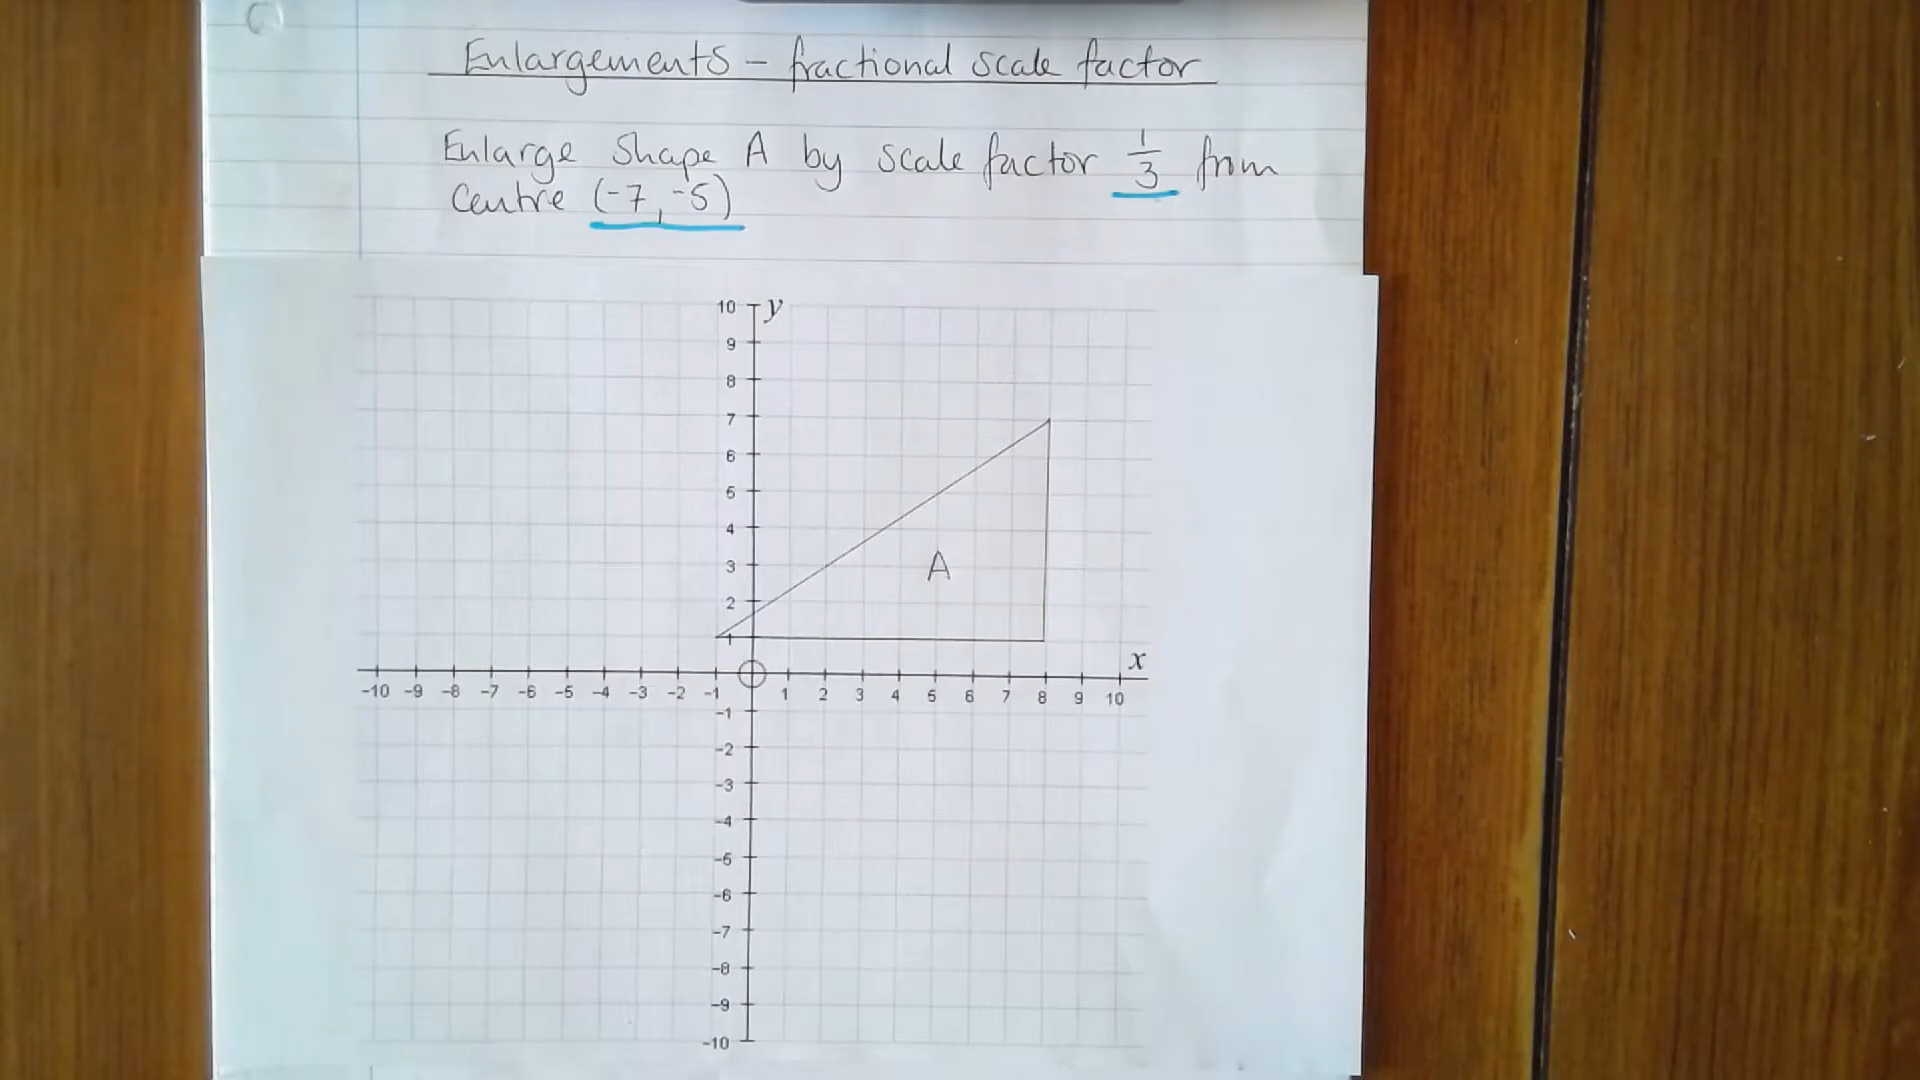 Enlargements - fractional scale factor
Enlarge Shape A by scale factor 1/3 from
Centre (-7, -5)
10 y
9
8
7
6
5
4
A
3
2
1
x
-10 -9 -8 -7 -6 -5 -4 -3 -2 -1 1 2 3 4 5 6 7 8 9 10
-1
-2
-3
-4
-5
-6
-7
-8
-9
-10